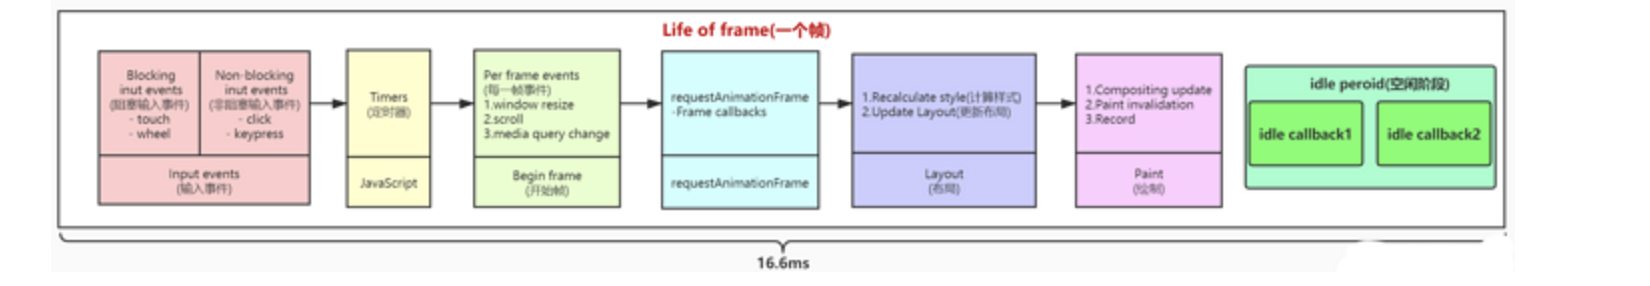 Life of frame(一个帧)
Blocking
inut events
(阻塞输入事件)
- touch
- wheel
Non-blocking
inut events
(非阻塞输入事件)
- click
- keypress
Input events
(输入事件)
Timers
(定时器)
JavaScript
Per frame events
(每一帧事件)
1.window resize
2.scroll
3.media query change
Begin frame
(开始帧)
requestAnimationFrame
-Frame callbacks
requestAnimationFrame
1.Recalculate style(计算样式)
2.Update Layout(更新布局)
Layout
(布局)
1.Compositing update
2.Paint invalidation
3.Record
Paint
(绘制)
idle peroid(空闲阶段)
idle callback1
idle callback2
16.6ms